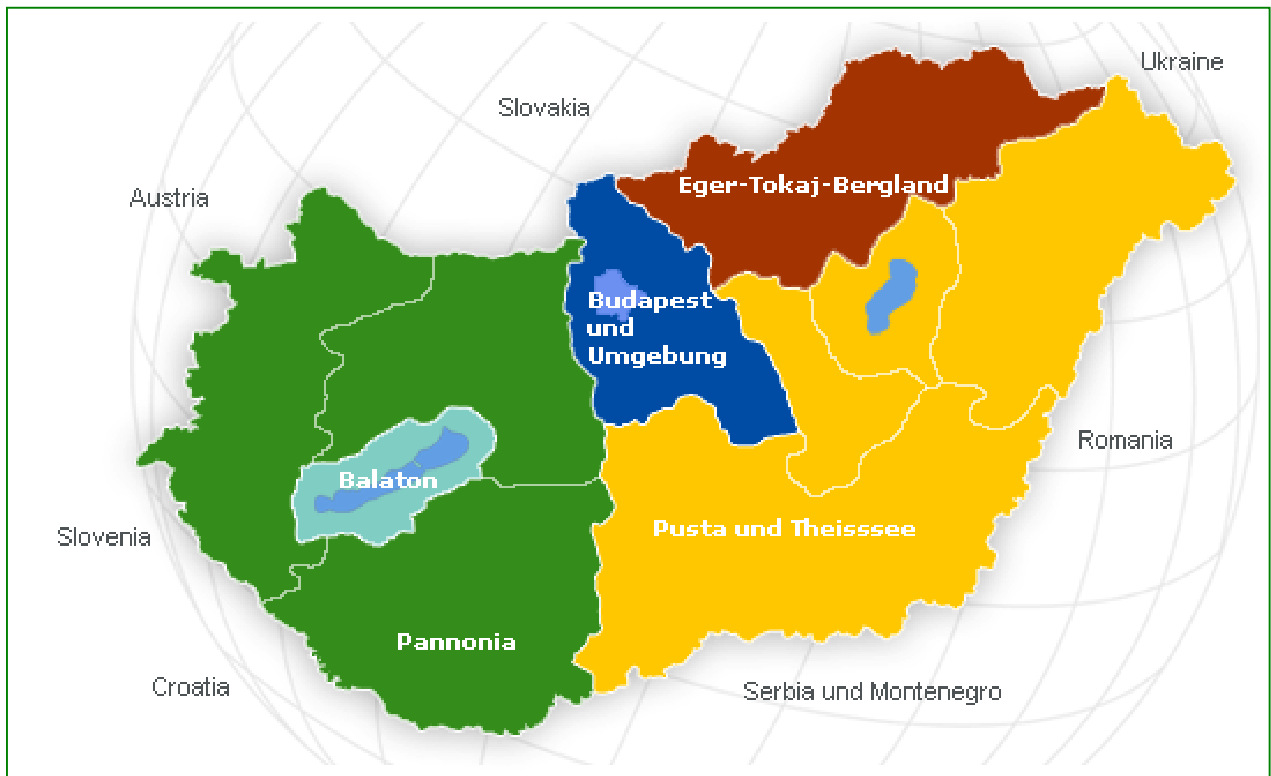 Ukraine
Slovakia
Austria
Eger-Tokaj-Bergland
Budapest
und
Umgebung
Romania
Balaton
Slovenia
Pusta und Theisssee
Pannonia
Croatia
Serbia und Montenegro